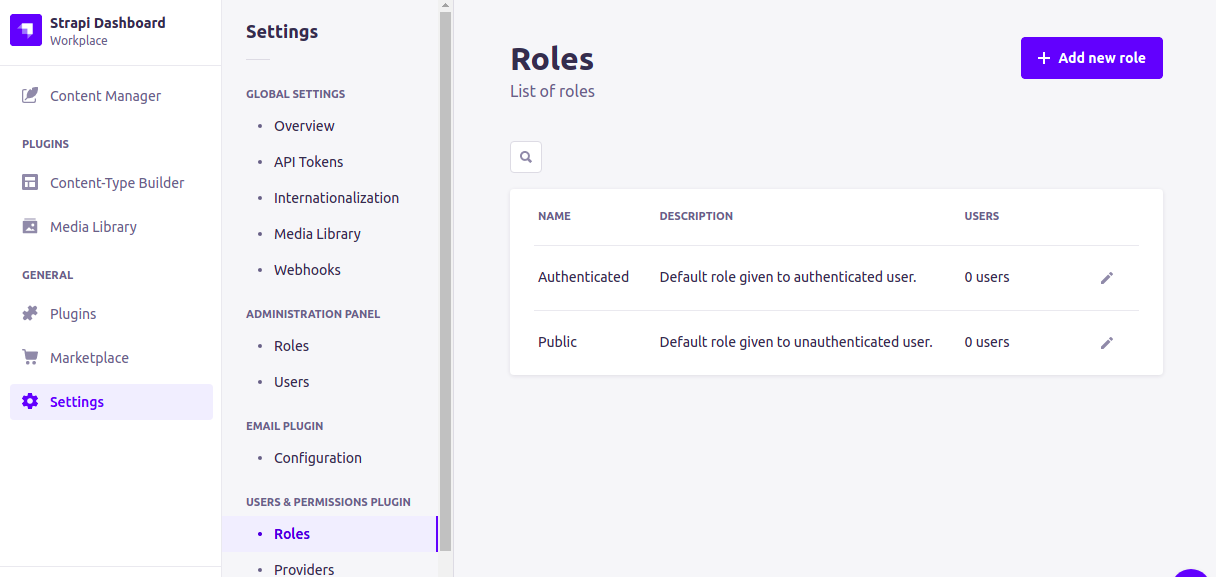 Strapi Dashboard
Workplace
Content Manager
PLUGINS
Content-Type Builder
Media Library
GENERAL
Plugins
Marketplace
Settings
Settings
GLOBAL SETTINGS
Overview
API Tokens
Internationalization
Media Library
Webhooks
ADMINISTRATION PANEL
Roles
Users
EMAIL PLUGIN
Configuration
USERS & PERMISSIONS PLUGIN
Roles
Providers
Roles
List of roles
Add new role
NAME DESCRIPTION USERS
Authenticated Default role given to authenticated user. 0 users
Public Default role given to unauthenticated user. 0 users